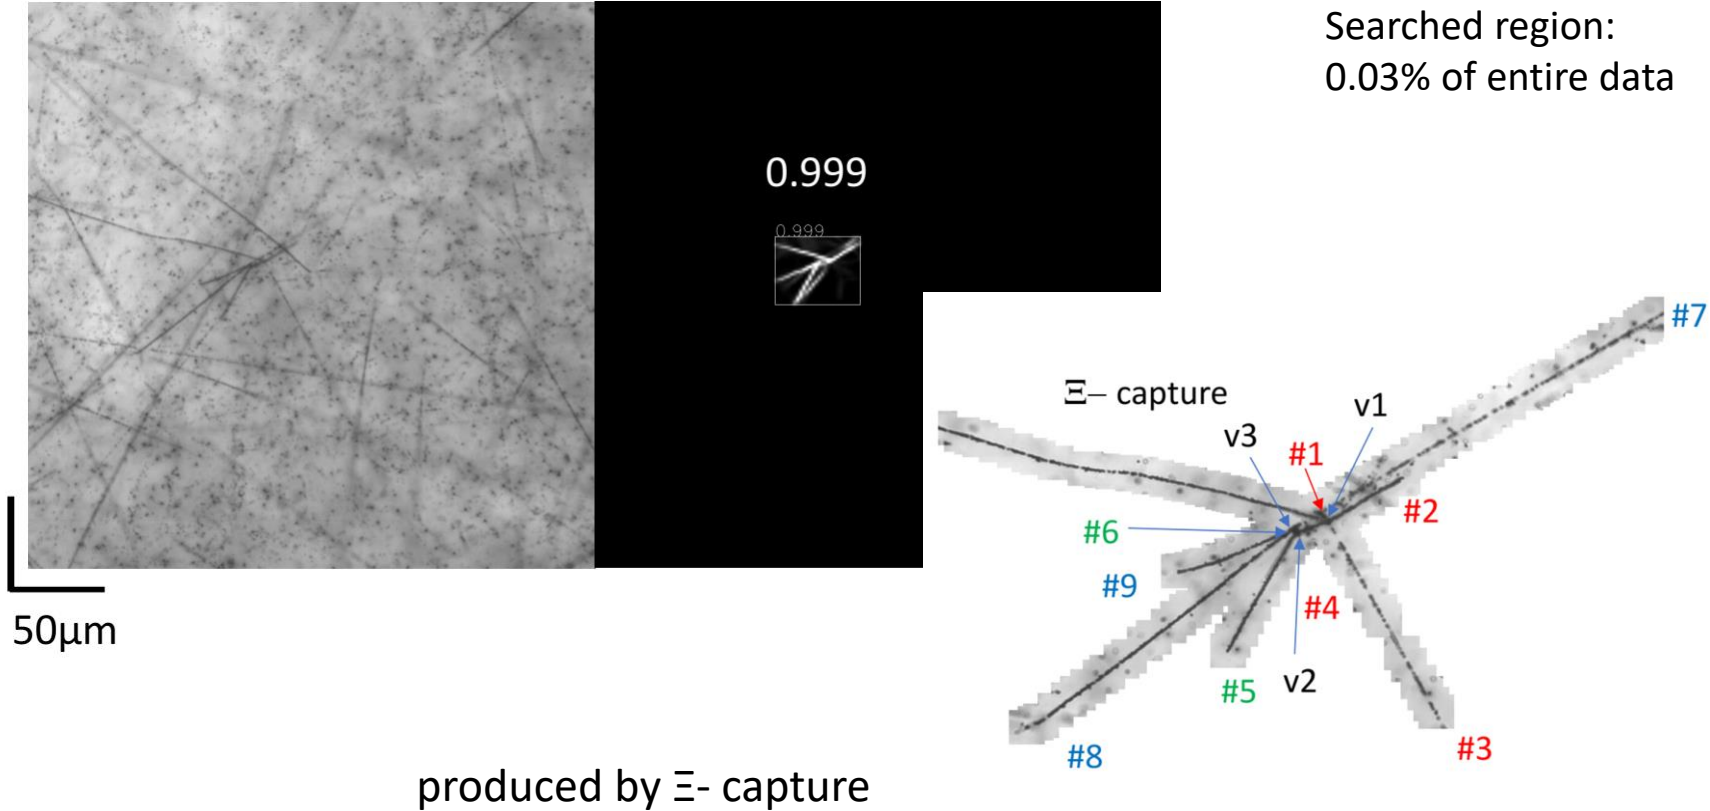 Searched region:
0.03% of entire data
0.999
0.999
#7
Ξ– capture
v1
v3
#1
#2
#6
#9
#4
50μm
v2
#5
#3
#8
produced by Ξ- capture